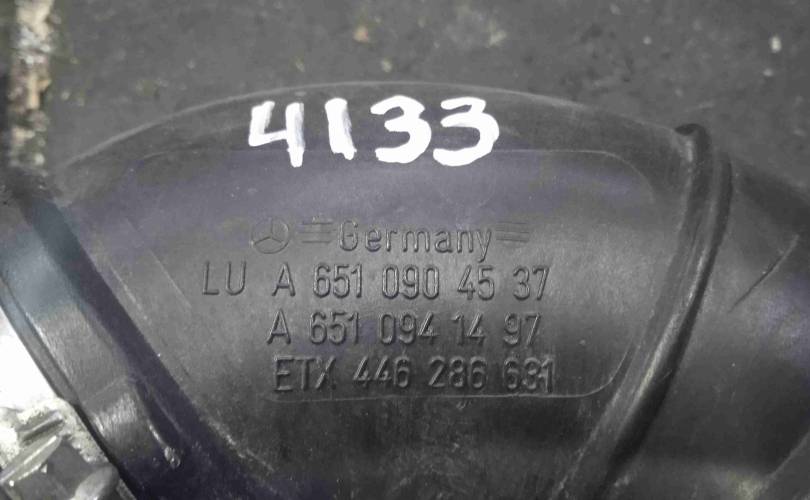 4133
Germany
LU A 651 090 45 37
A 651 094 14 97
ETX 446 286 631